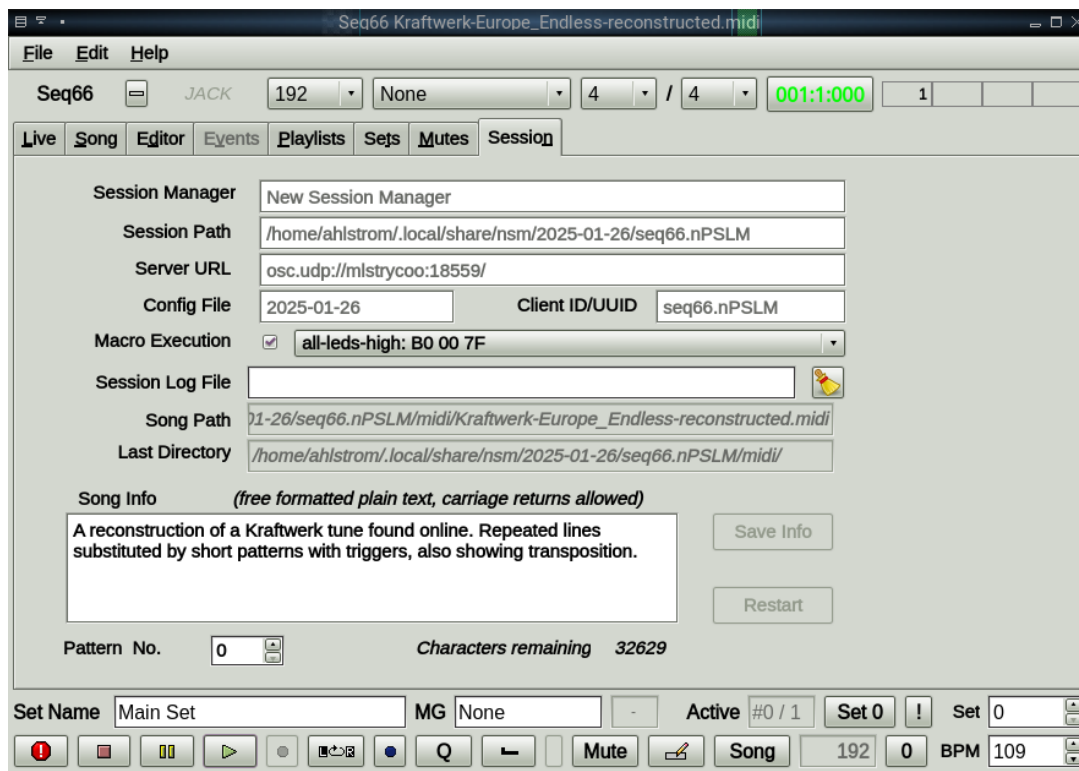 Seq66 Kraftwerk-Europe_Endless-reconstructed.midi
File Edit Help
Seq66 JACK 192 None 4 / 4 001:1:000 1
Live Song Editor Events Playlists Sets Mutes Session
Session Manager New Session Manager
Session Path /home/ahlstrom/.local/share/nsm/2025-01-26/seq66.nPSLM
Server URL osc.udp://mlstrycoo:18559/
Config File 2025-01-26 Client ID/UUID seq66.nPSLM
Macro Execution all-leds-high: B0 00 7F
Session Log File
Song Path 01-26/seq66.nPSLM/midi/Kraftwerk-Europe_Endless-reconstructed.midi
Last Directory /home/ahlstrom/.local/share/nsm/2025-01-26/seq66.nPSLM/midi/
Song Info (free formatted plain text, carriage returns allowed)
A reconstruction of a Kraftwerk tune found online. Repeated lines
substituted by short patterns with triggers, also showing transposition.
Save Info
Restart
Pattern No. 0 Characters remaining 32629
Set Name Main Set MG None - Active #0 / 1 Set 0 ! Set 0
L R Q Mute Song 192 0 BPM 109